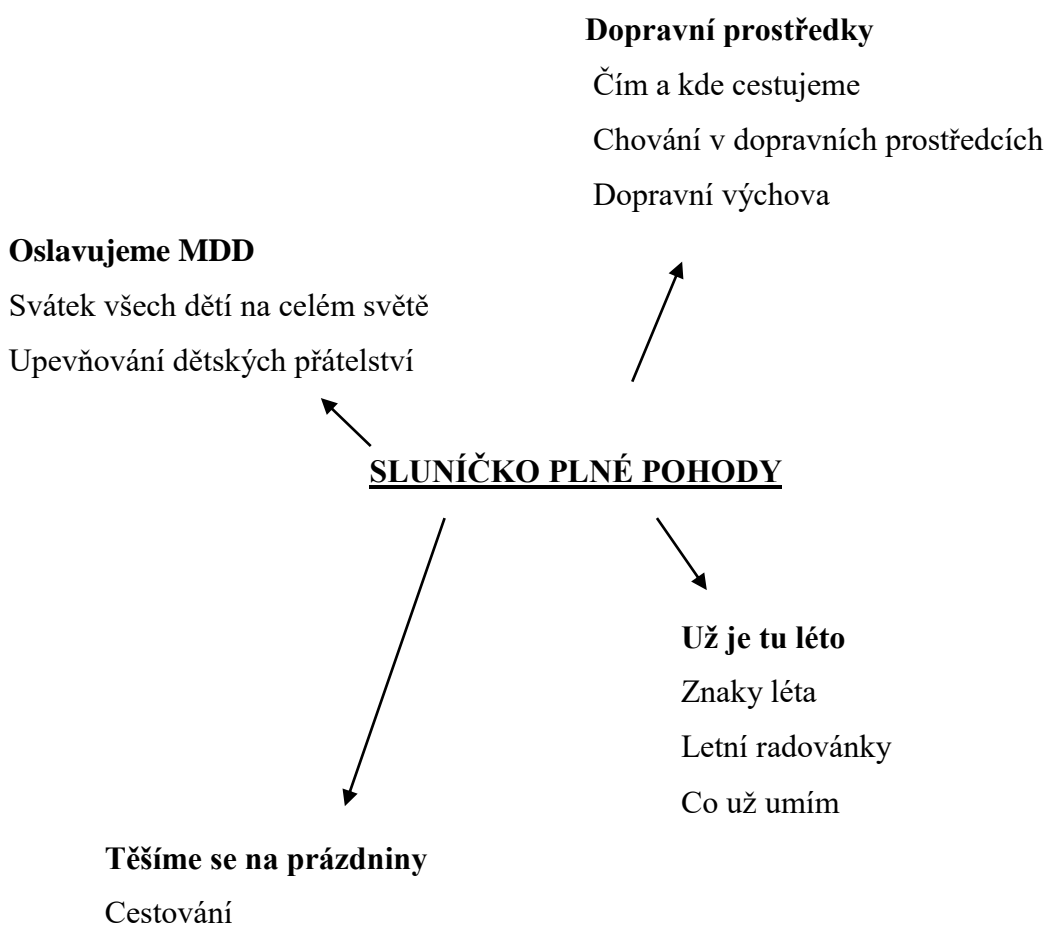 Dopravní prostředky
Čím a kde cestujeme
Chování v dopravních prostředcích
Dopravní výchova
Oslavujeme MDD
Svátek všech dětí na celém světě
Upevňování dětských přátelství
SLUNÍČKO PLNÉ POHODY
Už je tu léto
Znaky léta
Letní radovánky
Co už umím
Těšíme se na prázdniny
Cestování